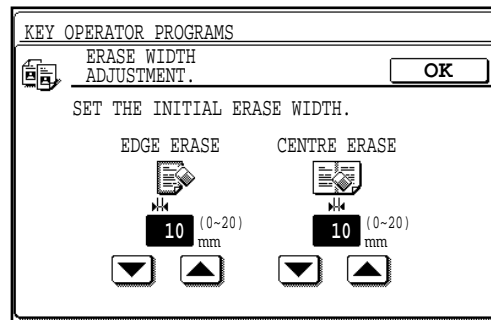 KEY OPERATOR PROGRAMS
ERASE WIDTH
ADJUSTMENT.
OK
SET THE INITIAL ERASE WIDTH.
EDGE ERASE CENTRE ERASE
10 (0~20) mm 10 (0~20) mm